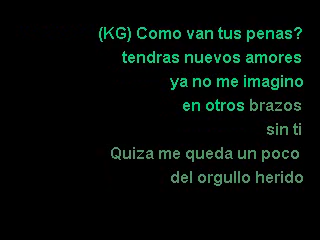 (KG) Como van tus penas?
tendras nuevos amores
ya no me imagino
en otros brazos
sin ti
Quiza me queda un poco
del orgullo herido